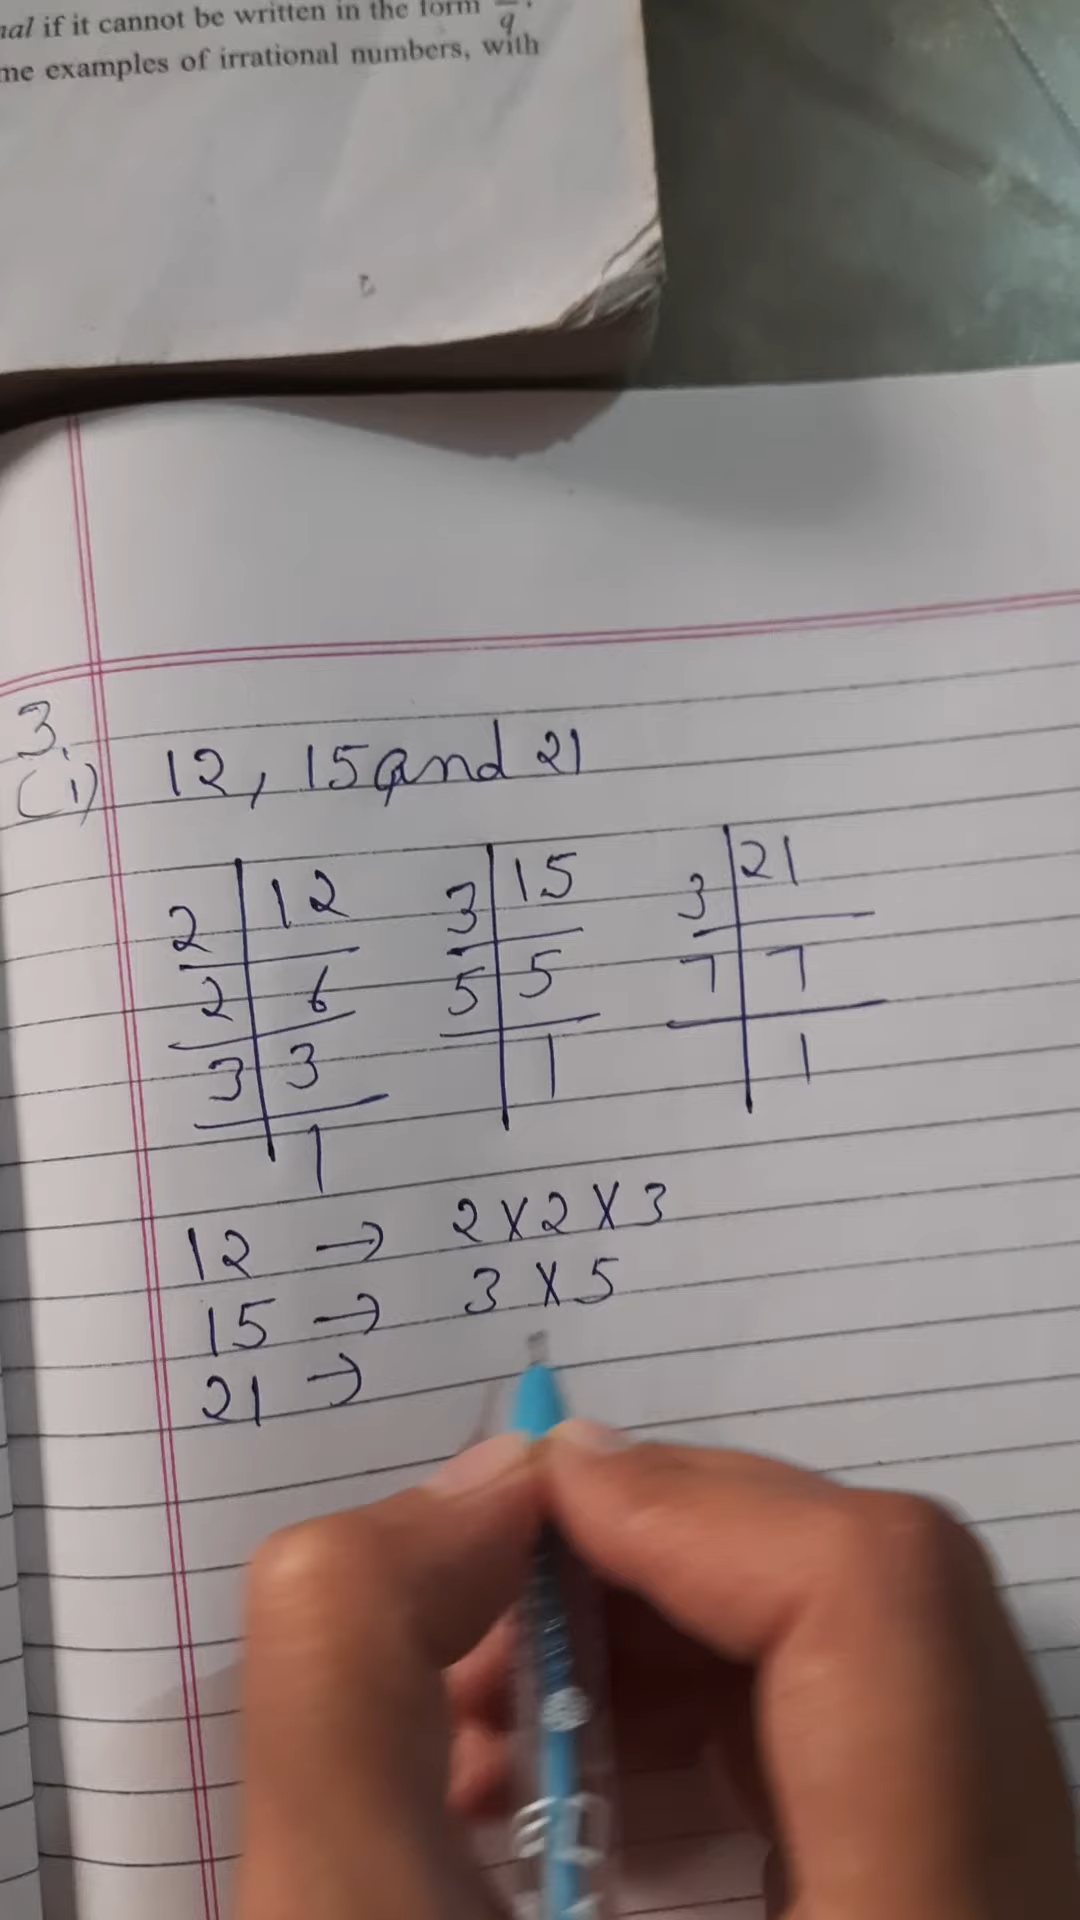 if it cannot be written in the form
q
examples of irrational numbers, with
3.
(1) 12, 15 and 21
2 | 12   3 | 15   3 | 21
2 | 6   5 | 5   7 | 7
3 | 3   1   1
1
12 → 2 X 2 X 3
15 → 3 X 5
21 →